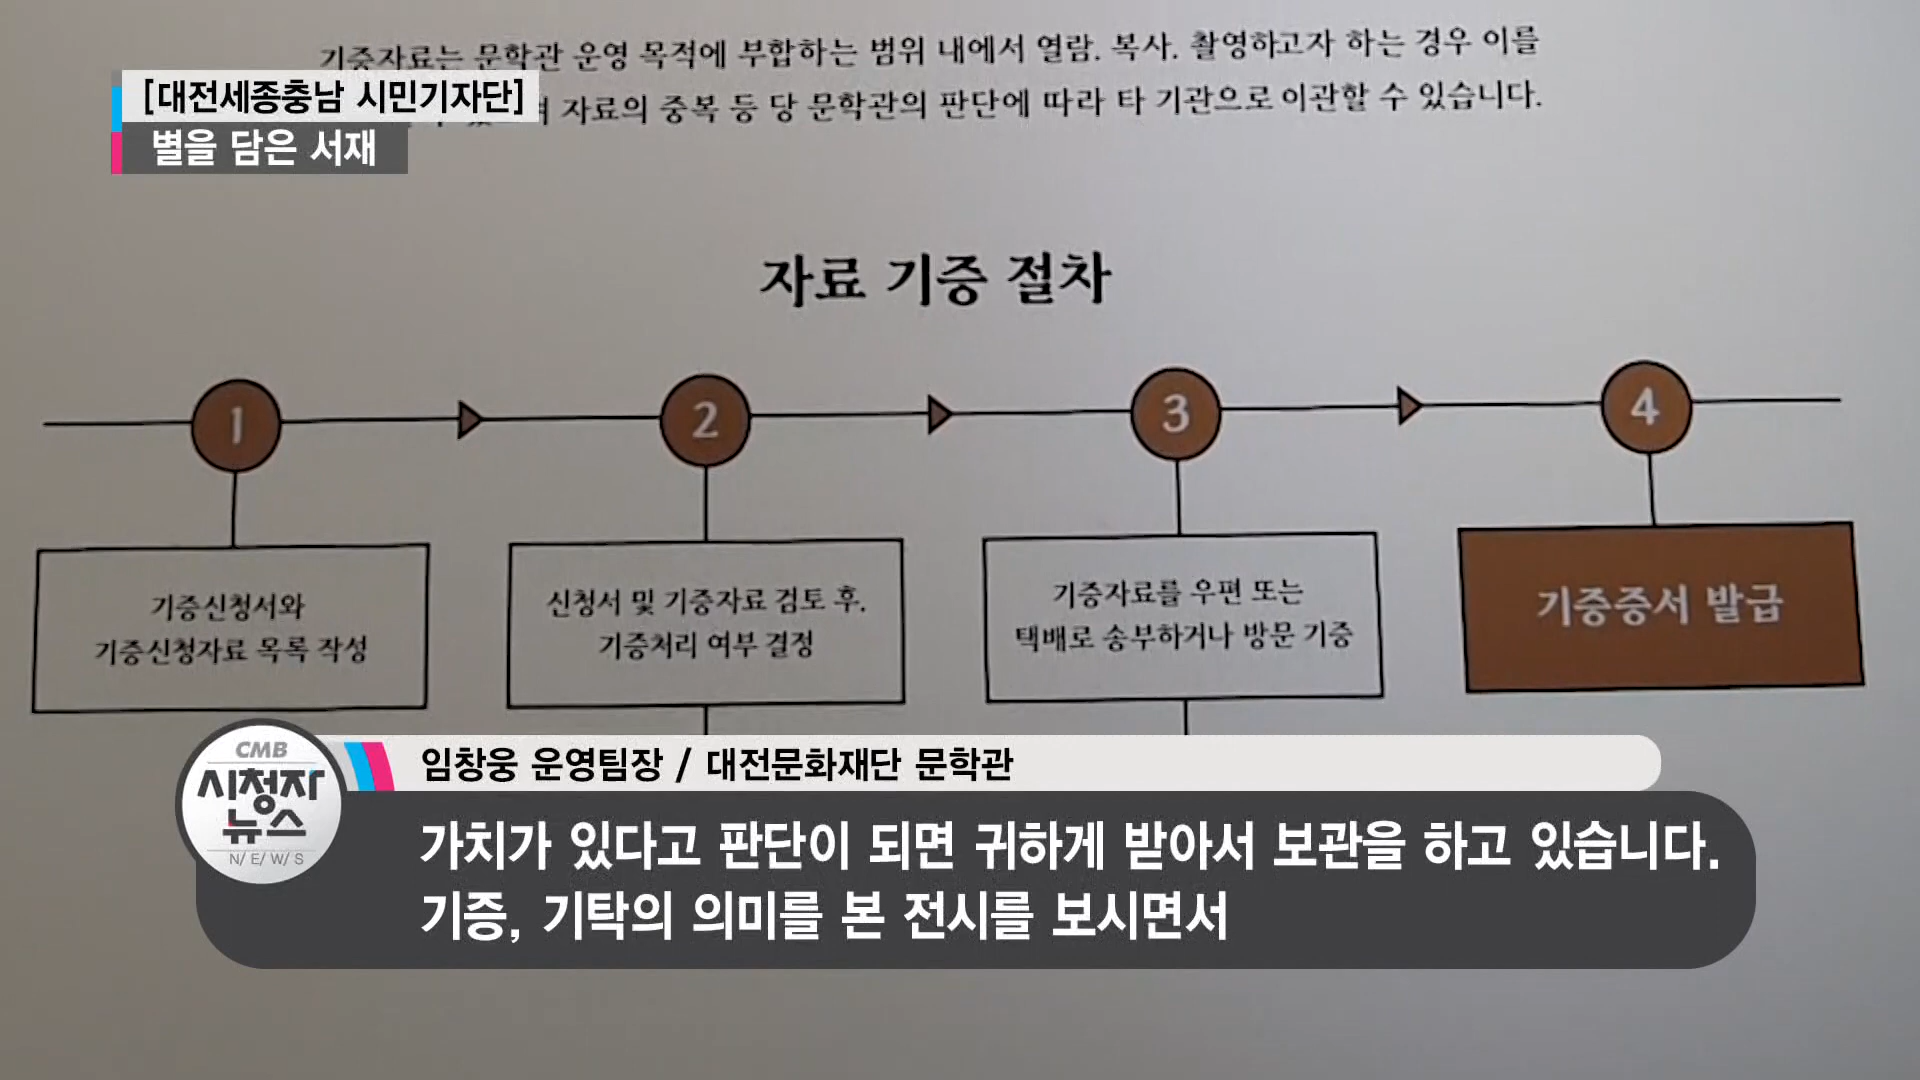 기증자료는 문학관 운영 목적에 부합하는 범위 내에서 열람. 복사. 촬영하고자 하는 경우 이를
자료의 중복 등 당 문학관의 판단에 따라 타 기관으로 이관할 수 있습니다.
[대전세종충남 시민기자단]
별을 담은 서재
자료 기증 절차
1
2
3
4
기증신청서와
기증신청자료 목록 작성
신청서 및 기증자료 검토 후,
기증처리 여부 결정
기증자료를 우편 또는
택배로 송부하거나 방문 기증
기증증서 발급
CMB
시청자
뉴스
N/ E/ W/ S
임창웅 운영팀장 / 대전문화재단 문학관
가치가 있다고 판단이 되면 귀하게 받아서 보관을 하고 있습니다.
기증, 기탁의 의미를 본 전시를 보시면서